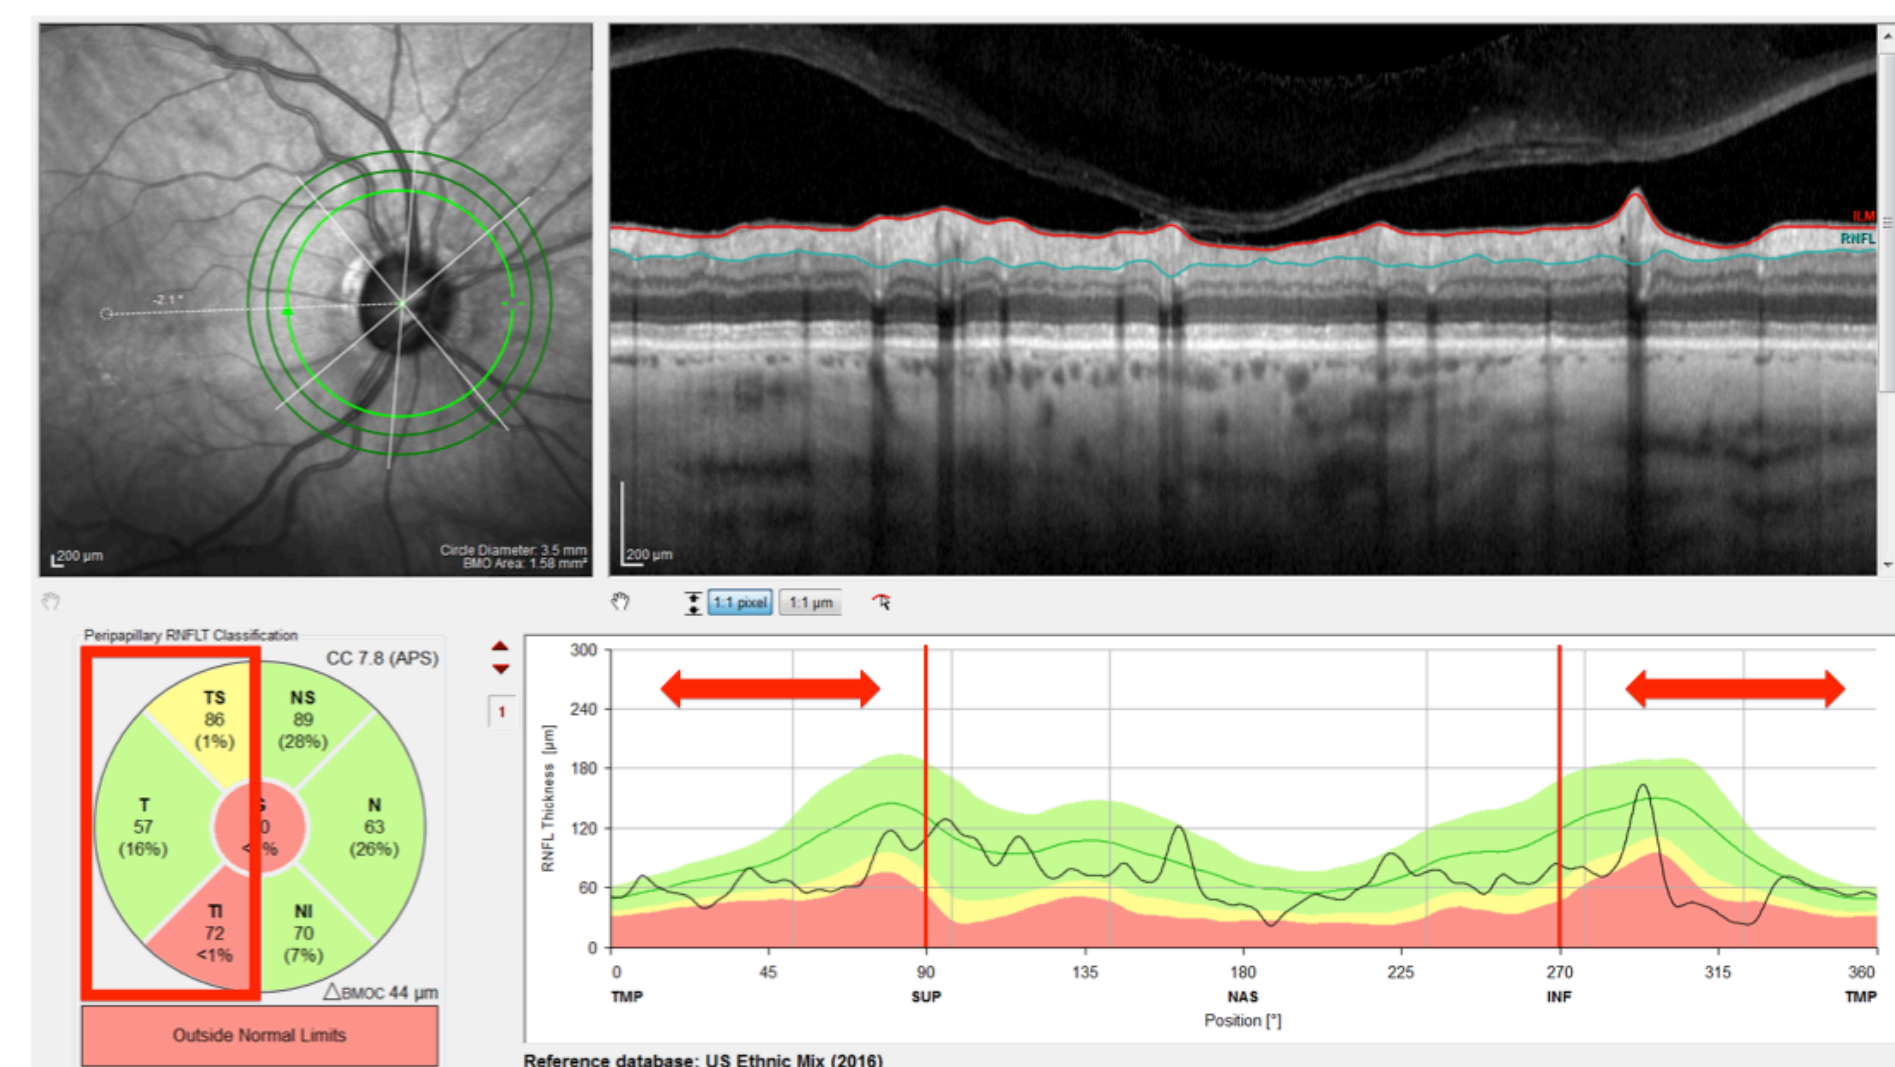 -2.1°
200 µm
Circle Diameter: 3.5 mm
BMO Area: 1.58 mm²
ILM
RNFL
200 µm
1:1 pixel
1:1 µm
Peripapillary RNFLT Classification
CC 7.8 (APS)
TS
86
(1%)
NS
89
(28%)
T
57
(16%)
N
63
(26%)
TI
72
<1%
NI
70
(7%)
△BMOC 44 µm
Outside Normal Limits
1
RNFL Thickness [µm]
300
240
180
120
60
0
0 45 90 135 180 225 270 315 360
TMP SUP NAS INF TMP
Position [°]
Reference database: US Ethnic Mix (2016)